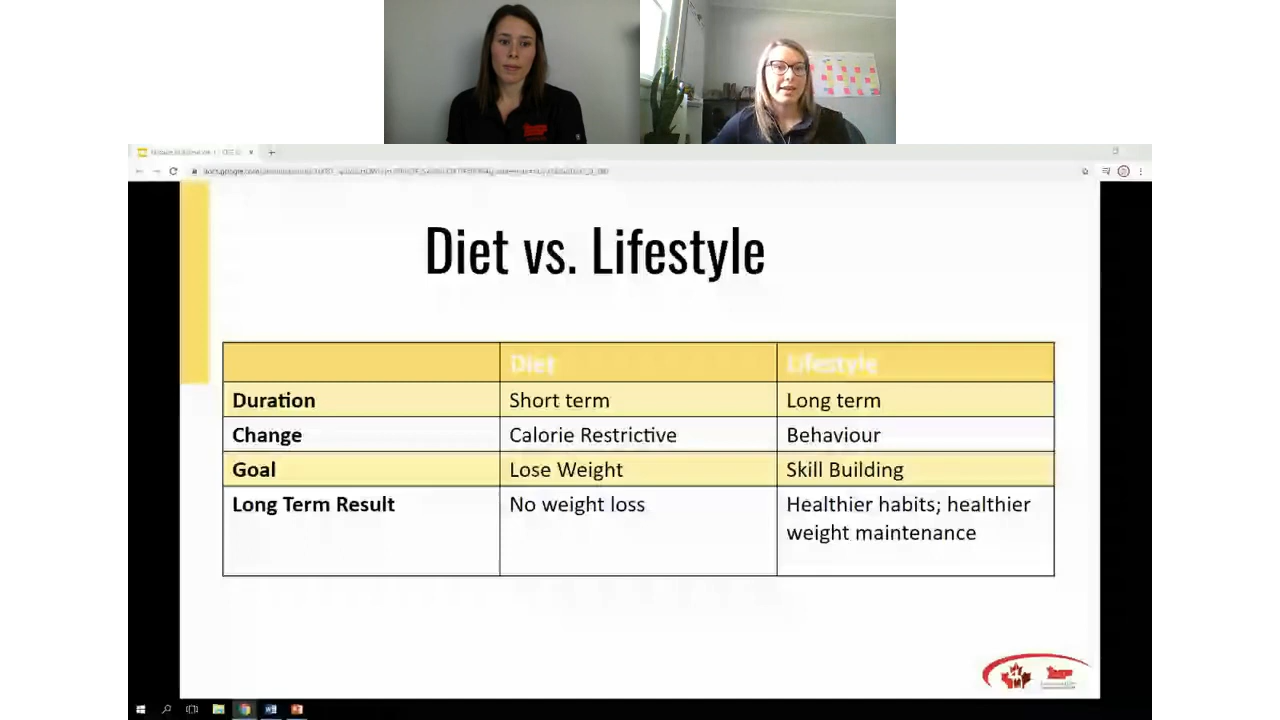 Diet vs. Lifestyle
Diet Lifestyle
Duration Short term Long term
Change Calorie Restrictive Behaviour
Goal Lose Weight Skill Building
Long Term Result No weight loss Healthier habits; healthier
weight maintenance